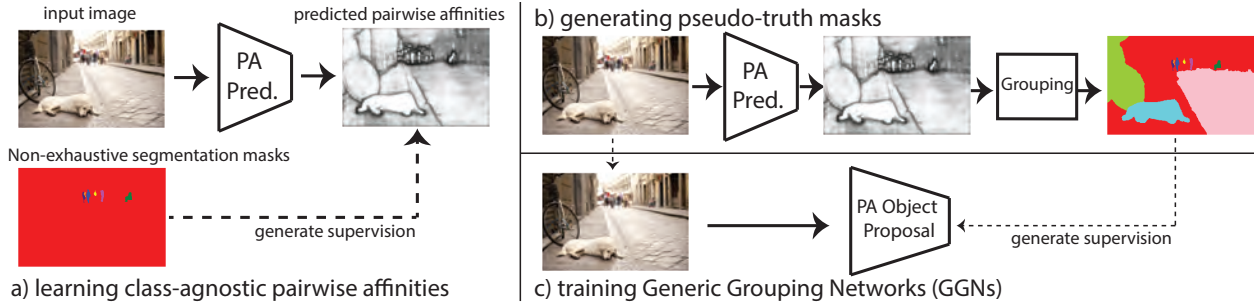 input image
predicted pairwise affinities
PA
Pred.
Non-exhaustive segmentation masks
generate supervision
a) learning class-agnostic pairwise affinities
b) generating pseudo-truth masks
PA
Pred.
Grouping
PA Object
Proposal
generate supervision
c) training Generic Grouping Networks (GGNs)